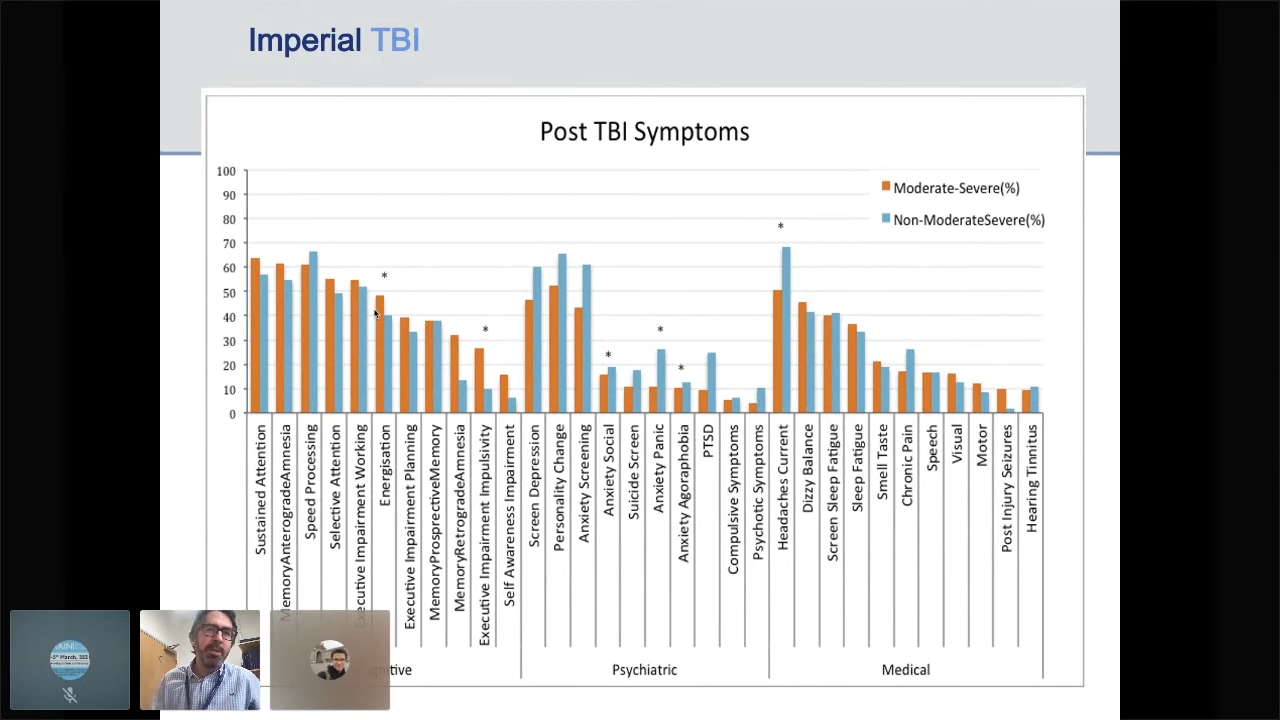 Imperial TBI
Post TBI Symptoms
Moderate-Severe(%)
Non-ModerateSevere(%)
100
90
80
70
60
50
40
30
20
10
0
*
*
*
*
*
*
Sustained Attention
MemoryAnterogradeAmnesia
Speed Processing
Selective Attention
Executive Impairment Working
Energisation
Executive Impairment Planning
MemoryProsprectiveMemory
MemoryRetrogradeAmnesia
Executive Impairment Impulsivity
Self Awareness Impairment
Screen Depression
Personality Change
Anxiety Screening
Anxiety Social
Suicide Screen
Anxiety Panic
Anxiety Agoraphobia
PTSD
Compulsive Symptoms
Psychotic Symptoms
Headaches Current
Dizzy Balance
Screen Sleep Fatigue
Sleep Fatigue
Smell Taste
Chronic Pain
Speech
Visual
Motor
Post Injury Seizures
Hearing Tinnitus
Psychiatric
Medical